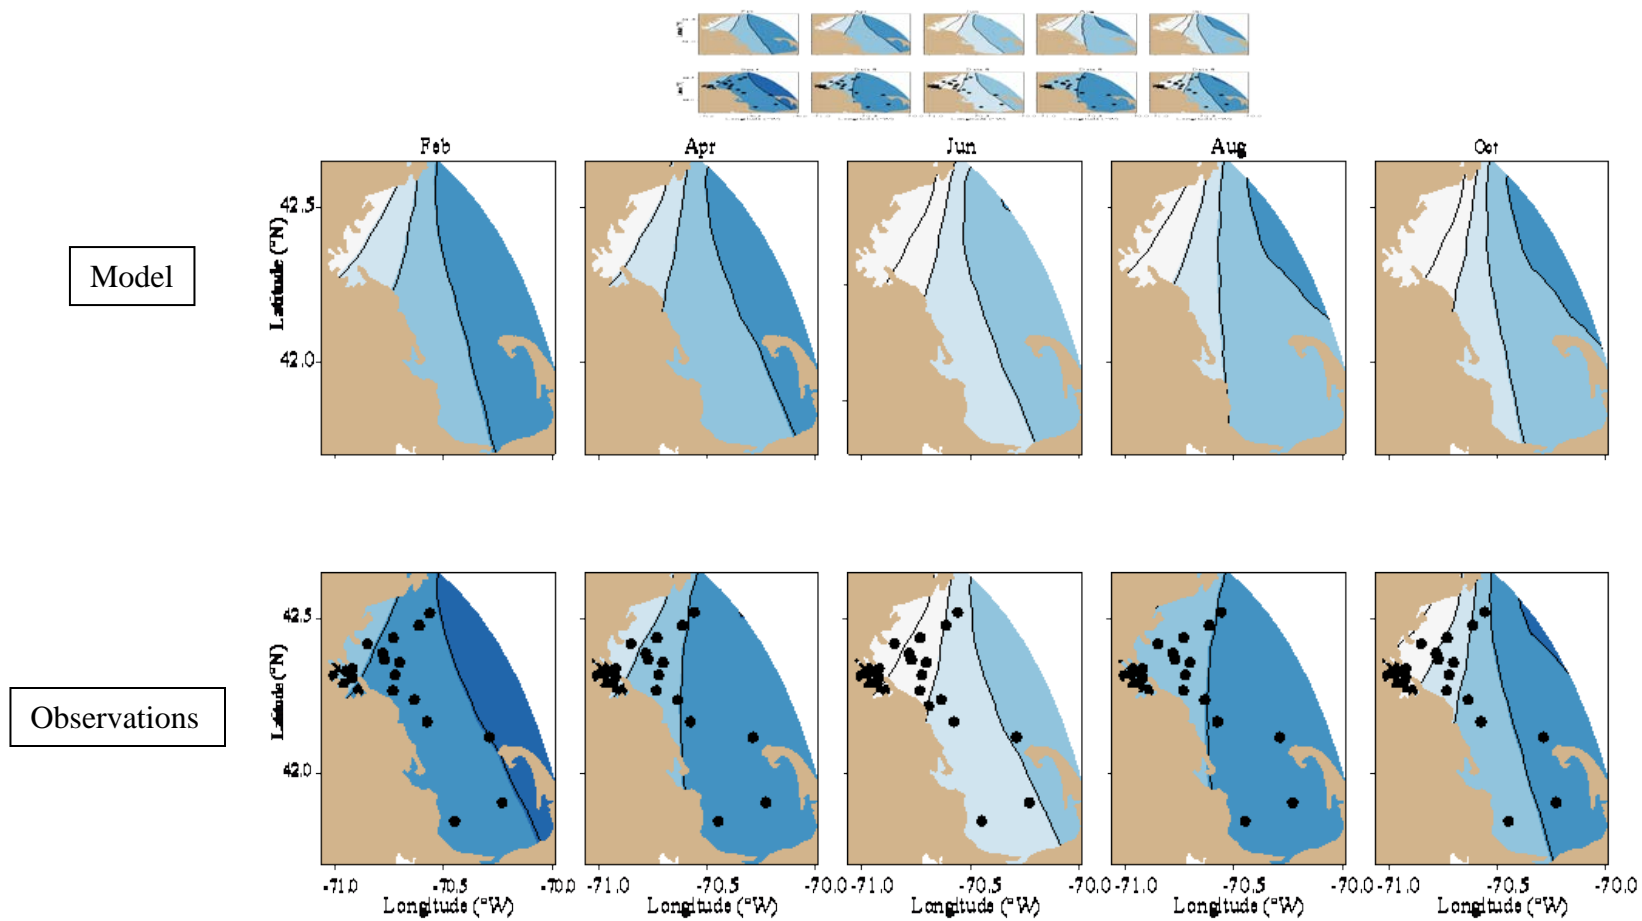 Feb Apr Jun Aug Oct
42.5
Model
Latitude (°N)
42.0
42.5
Observations
Latitude (°N)
42.0
-71.0 -70.5 -70.0 -71.0 -70.5 -70.0 -71.0 -70.5 -70.0 -71.0 -70.5 -70.0 -71.0 -70.5 -70.0
Longitude (°W) Longitude (°W) Longitude (°W) Longitude (°W) Longitude (°W)